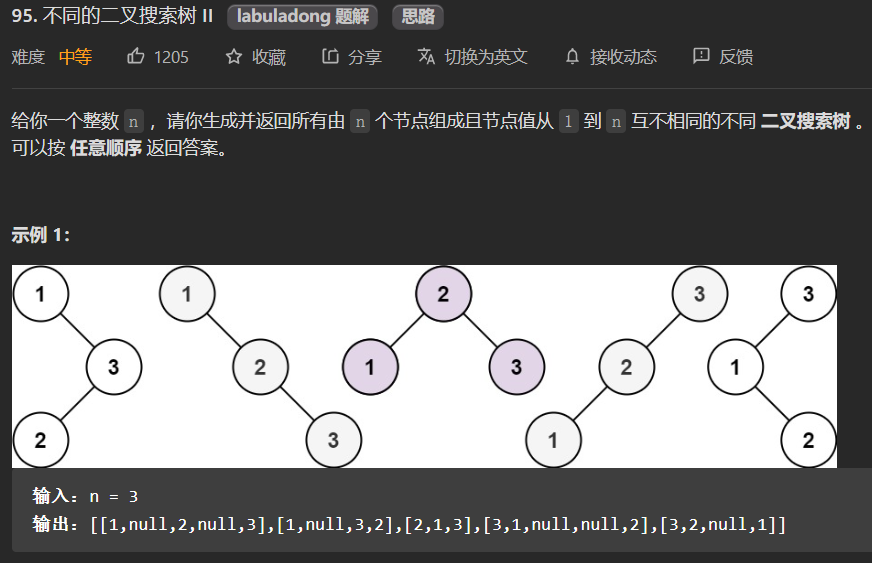 95. 不同的二叉搜索树 II labuladong 题解 思路
难度 中等 1205 收藏 分享 切换为英文 接收动态 反馈
给你一个整数 n ，请你生成并返回所有由 n 个节点组成且节点值从 1 到 n 互不相同的不同 二叉搜索树 。
可以按 任意顺序 返回答案。
示例 1：
1 1 2 3 3
3 2 1 3 2 1
2 3 1 2
输入：n = 3
输出：[[1,null,2,null,3],[1,null,3,2],[2,1,3],[3,1,null,null,2],[3,2,null,1]]